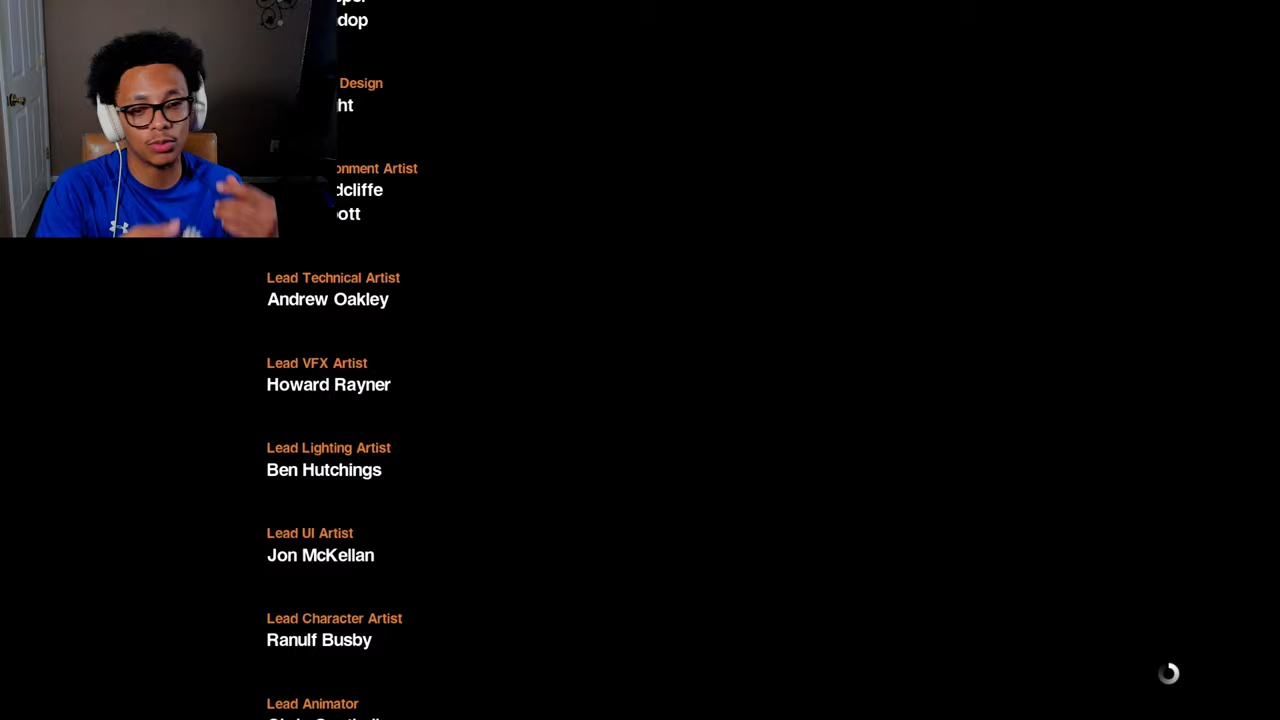 dop
Design
ht
onment Artist
dcliffe
ott
Lead Technical Artist
Andrew Oakley
Lead VFX Artist
Howard Rayner
Lead Lighting Artist
Ben Hutchings
Lead UI Artist
Jon McKellan
Lead Character Artist
Ranulf Busby
Lead Animator